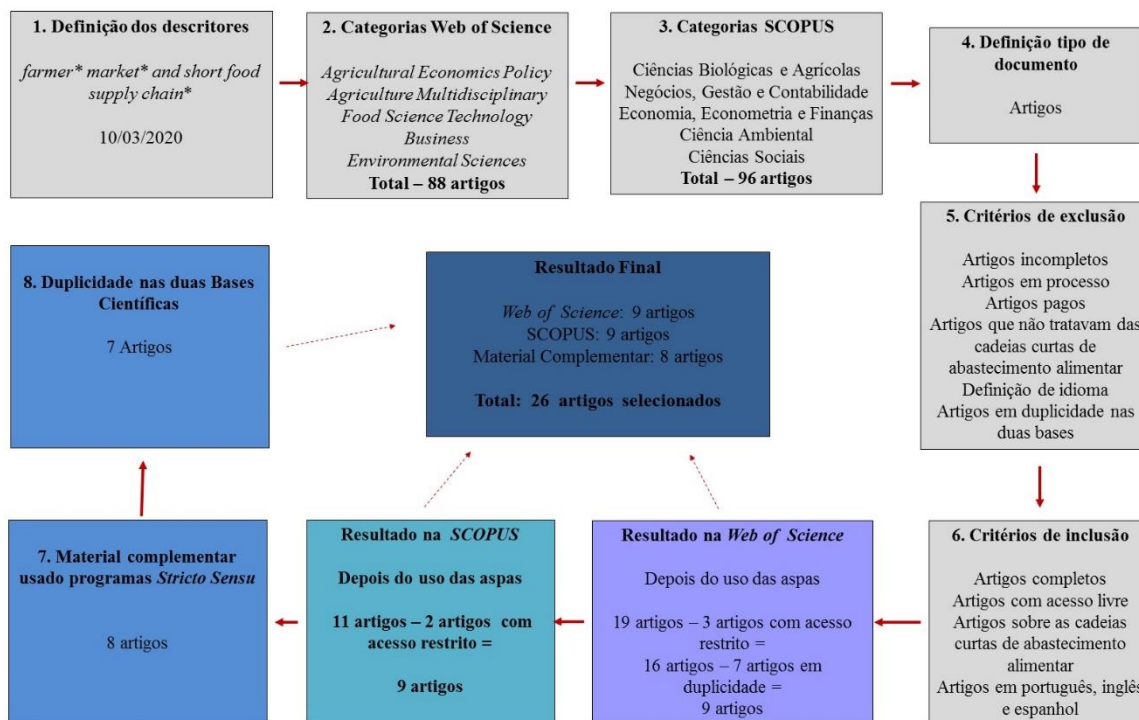 1. Definição dos descritores
farmer* market* and short food
supply chain*
10/03/2020
2. Categorias Web of Science
Agricultural Economics Policy
Agriculture Multidisciplinary
Food Science Technology
Business
Environmental Sciences
Total – 88 artigos
3. Categorias SCOPUS
Ciências Biológicas e Agrícolas
Negócios, Gestão e Contabilidade
Economia, Econometria e Finanças
Ciência Ambiental
Ciências Sociais
Total – 96 artigos
4. Definição tipo de
documento
Artigos
5. Critérios de exclusão
Artigos incompletos
Artigos em processo
Artigos pagos
Artigos que não tratavam das
cadeias curtas de
abastecimento alimentar
Definição de idioma
Artigos em duplicidade nas
duas bases
6. Critérios de inclusão
Artigos completos
Artigos com acesso livre
Artigos sobre as cadeias
curtas de abastecimento
alimentar
Artigos em português, inglês
e espanhol
Resultado na Web of Science
Depois do uso das aspas
19 artigos – 3 artigos com acesso
restrito =
16 artigos – 7 artigos em
duplicidade =
9 artigos
Resultado na SCOPUS
Depois do uso das aspas
11 artigos – 2 artigos com
acesso restrito =
9 artigos
7. Material complementar
usado programas Stricto Sensu
8 artigos
8. Duplicidade nas duas Bases
Científicas
7 Artigos
Resultado Final
Web of Science: 9 artigos
SCOPUS: 9 artigos
Material Complementar: 8 artigos
Total: 26 artigos selecionados